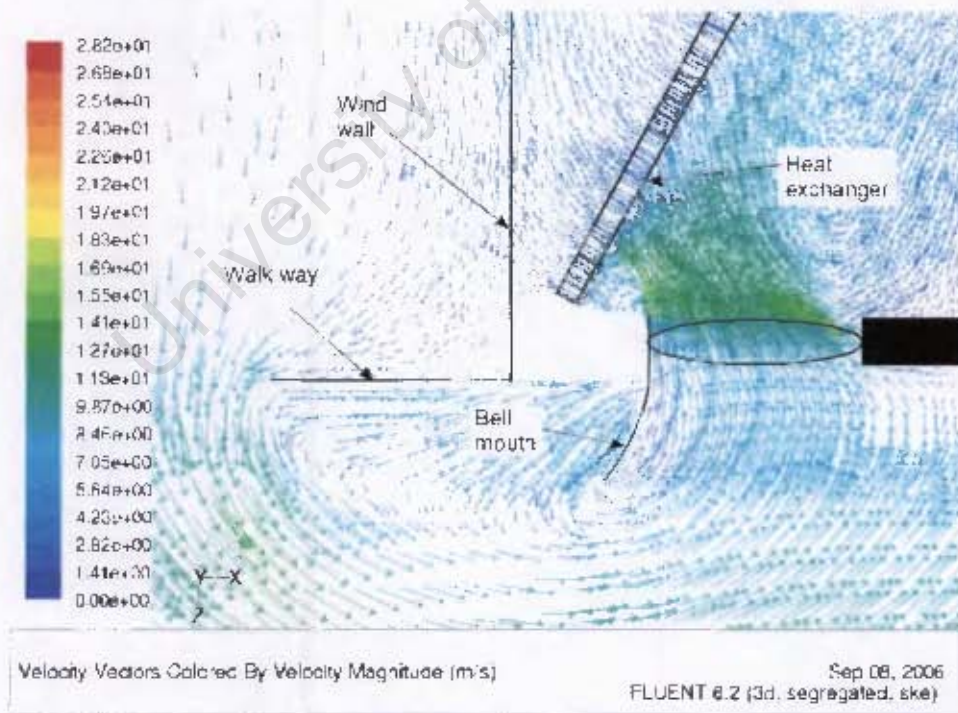 2.82e+01
2.68e+01
2.54e+01
2.40e+01
2.26e+01
2.12e+01
1.97e+01
1.83e+01
1.69e+01
1.55e+01
1.41e+01
1.27e+01
1.13e+01
9.87e+00
8.46e+00
7.05e+00
5.64e+00
4.23e+00
2.82e+00
1.41e+00
0.00e+00
Wind
wall
Heat
exchanger
Walk way
Bell
mouth
Y X
Z
University of
Velocity Vectors Colored By Velocity Magnitude (m/s)
Sep 08, 2006
FLUENT 6.2 (3d, segregated, ske)